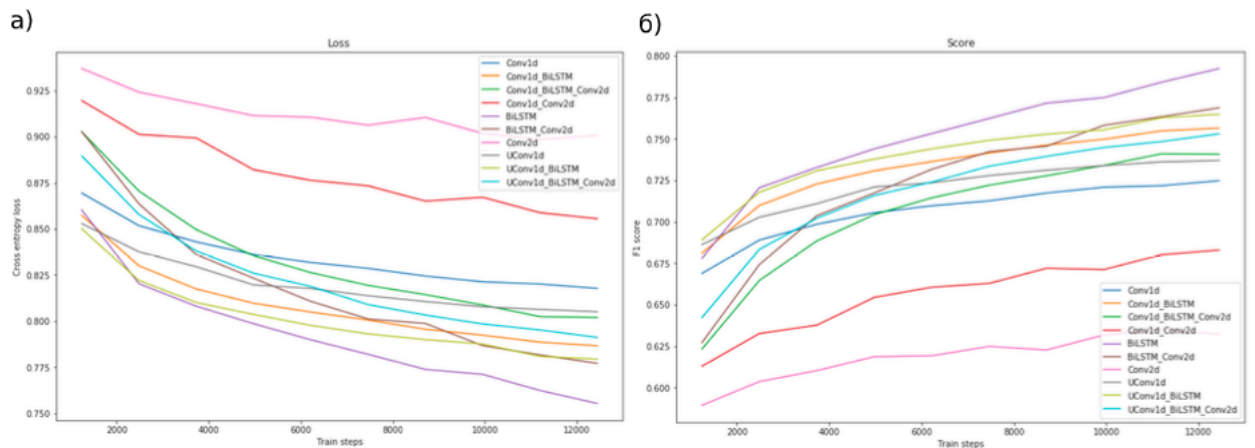 а)
Loss
Cross entropy loss
0.925
0.900
0.875
0.850
0.825
0.800
0.775
0.750
2000
4000
6000
8000
10000
12000
Train steps
Conv1d
Conv1d_BiLSTM
Conv1d_BiLSTM_Conv2d
Conv1d_Conv2d
BiLSTM
BiLSTM_Conv2d
Conv2d
UConv1d
UConv1d_BiLSTM
UConv1d_BiLSTM_Conv2d
б)
Score
F1 score
0.800
0.775
0.750
0.725
0.700
0.675
0.650
0.625
0.600
2000
4000
6000
8000
10000
12000
Train steps
Conv1d
Conv1d_BiLSTM
Conv1d_BiLSTM_Conv2d
Conv1d_Conv2d
BiLSTM
BiLSTM_Conv2d
Conv2d
UConv1d
UConv1d_BiLSTM
UConv1d_BiLSTM_Conv2d